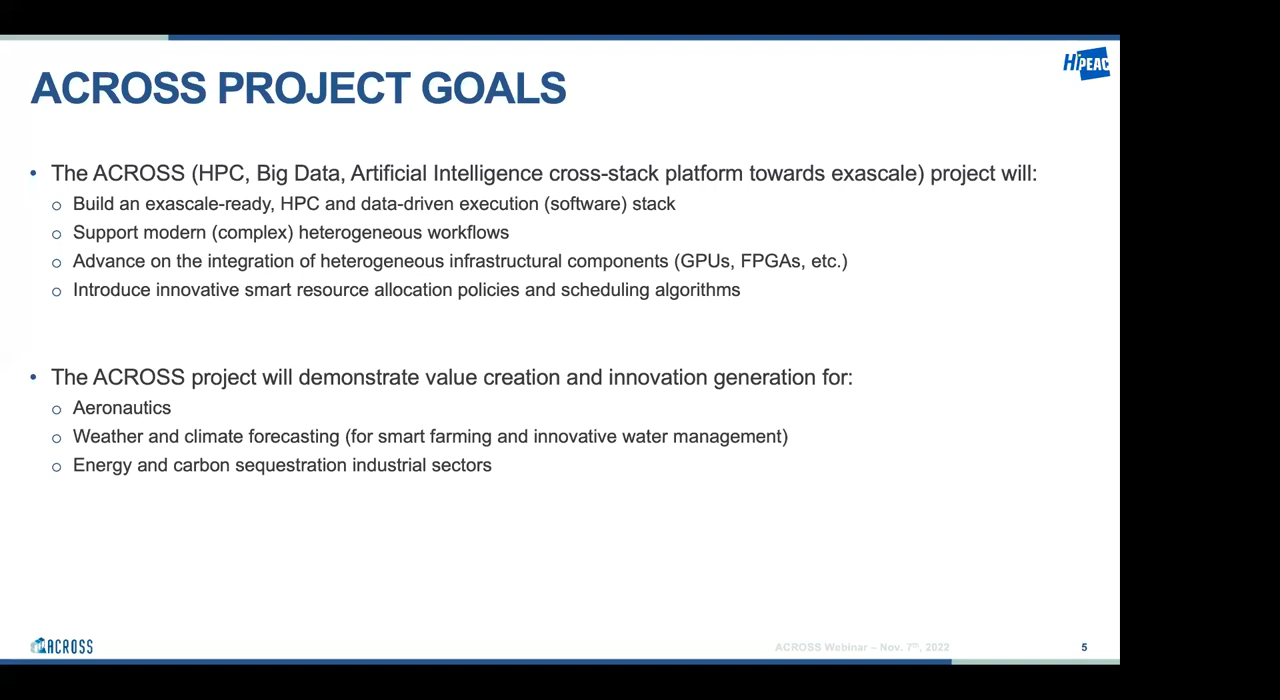 ACROSS PROJECT GOALS
HiPEAC
• The ACROSS (HPC, Big Data, Artificial Intelligence cross-stack platform towards exascale) project will:
o Build an exascale-ready, HPC and data-driven execution (software) stack
o Support modern (complex) heterogeneous workflows
o Advance on the integration of heterogeneous infrastructural components (GPUs, FPGAs, etc.)
o Introduce innovative smart resource allocation policies and scheduling algorithms
• The ACROSS project will demonstrate value creation and innovation generation for:
o Aeronautics
o Weather and climate forecasting (for smart farming and innovative water management)
o Energy and carbon sequestration industrial sectors
ACROSS
ACROSS Webinar – Nov. 7th, 2022
5